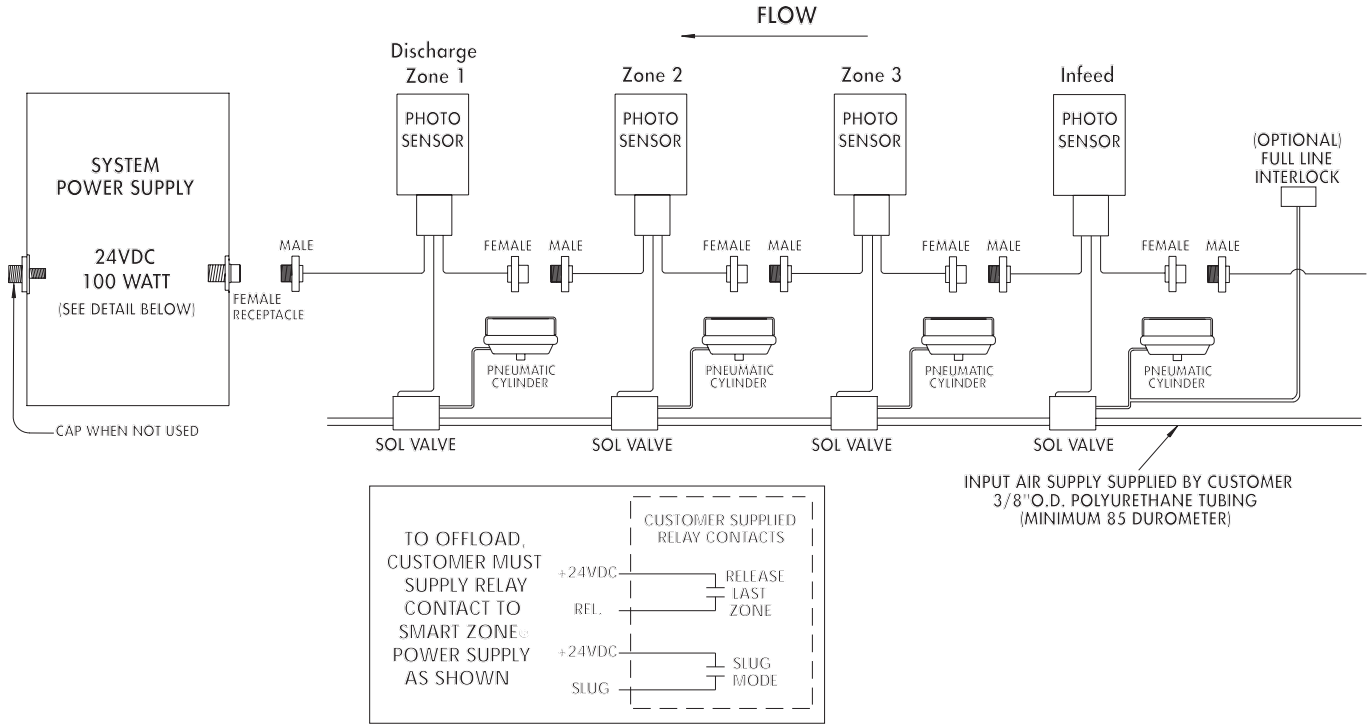 FLOW
Discharge
Zone 1
Zone 2
Zone 3
Infeed
PHOTO
SENSOR
PHOTO
SENSOR
PHOTO
SENSOR
PHOTO
SENSOR
(OPTIONAL)
FULL LINE
INTERLOCK
SYSTEM
POWER SUPPLY
24VDC
100 WATT
(SEE DETAIL BELOW)
FEMALE
RECEPTACLE
MALE
FEMALE
MALE
FEMALE
MALE
FEMALE
MALE
FEMALE
MALE
PNEUMATIC
CYLINDER
PNEUMATIC
CYLINDER
PNEUMATIC
CYLINDER
PNEUMATIC
CYLINDER
CAP WHEN NOT USED
SOL VALVE
SOL VALVE
SOL VALVE
SOL VALVE
INPUT AIR SUPPLY SUPPLIED BY CUSTOMER
3/8"O.D. POLYURETHANE TUBING
(MINIMUM 85 DUROMETER)
TO OFFLOAD,
CUSTOMER MUST
SUPPLY RELAY
CONTACT TO
SMART ZONE®
POWER SUPPLY
AS SHOWN
CUSTOMER SUPPLIED
RELAY CONTACTS
+24VDC
REL.
RELEASE
LAST
ZONE
+24VDC
SLUG
SLUG
MODE